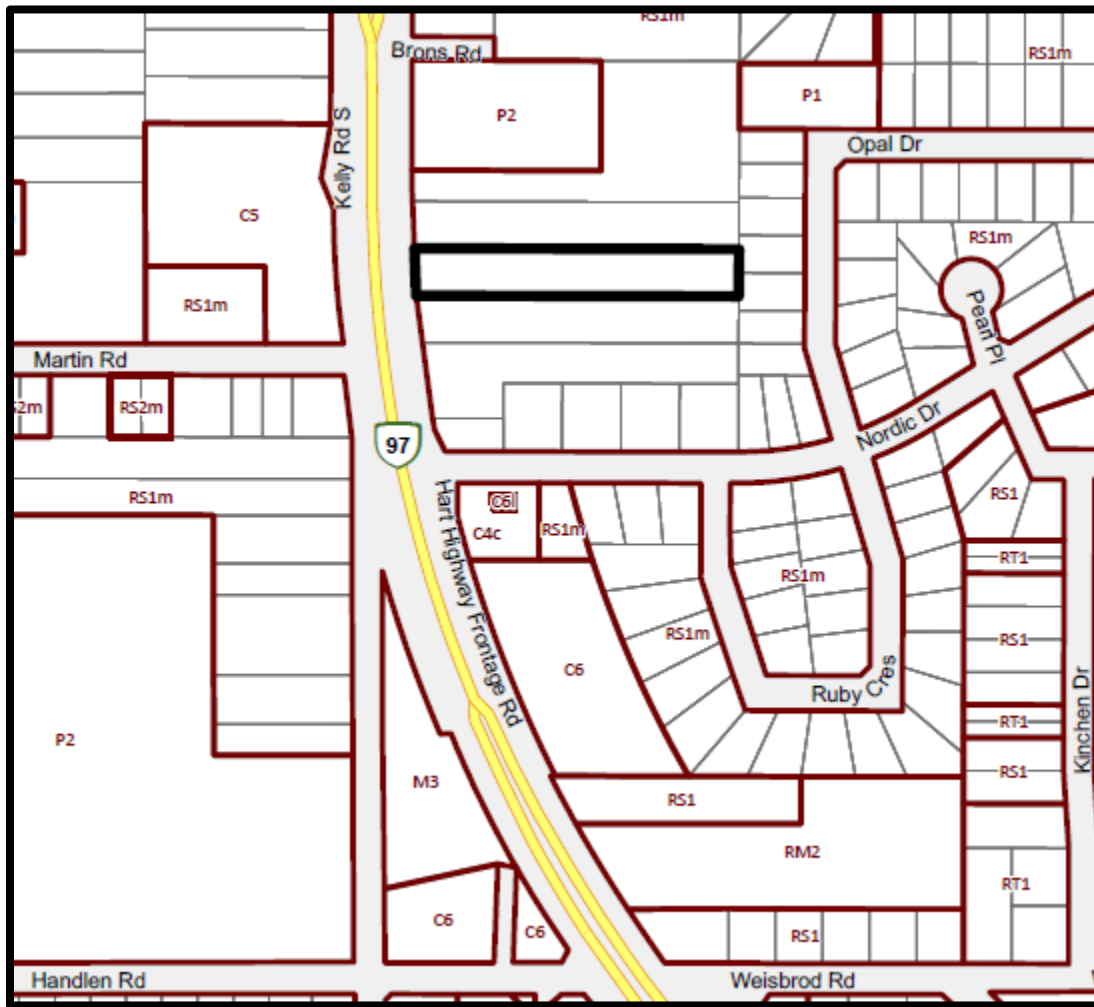 RS1m
Brons Rd
RS1m
P2
P1
Opal Dr
Kelly Rd S
C5
RS1m
RS1m
Pearl Pl
Martin Rd
S2m
RS2m
Nordic Dr
97
RS1m
Hart Highway Frontage Rd
C6l
C4c
RS1m
RS1
RT1
RS1m
RS1m
RS1
C6
Ruby Cres
RT1
Kinchen Dr
P2
M3
RS1
RS1
RM2
RT1
C6
C6
RS1
Handlen Rd
Weisbrod Rd